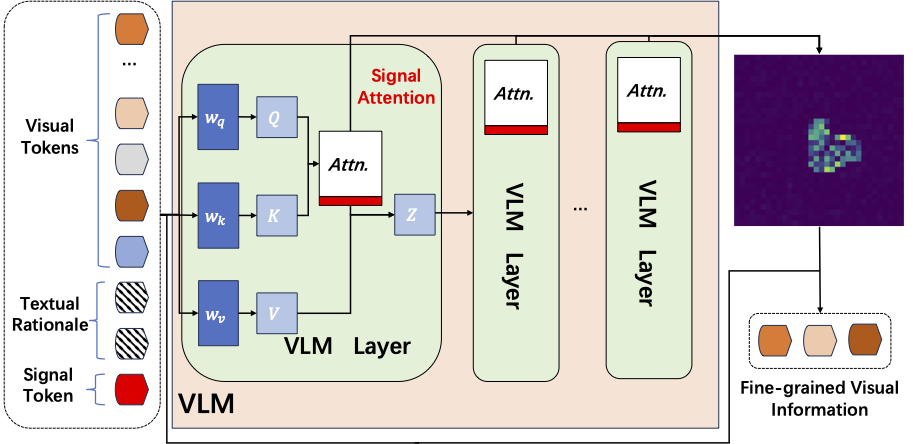 Visual
Tokens
...
Textual
Rationale
Signal
Token
Signal
Attention
w_q
Q
Attn.
w_k
K
Z
w_v
V
VLM Layer
VLM
Attn.
VLM Layer
...
Attn.
VLM Layer
Fine-grained Visual
Information